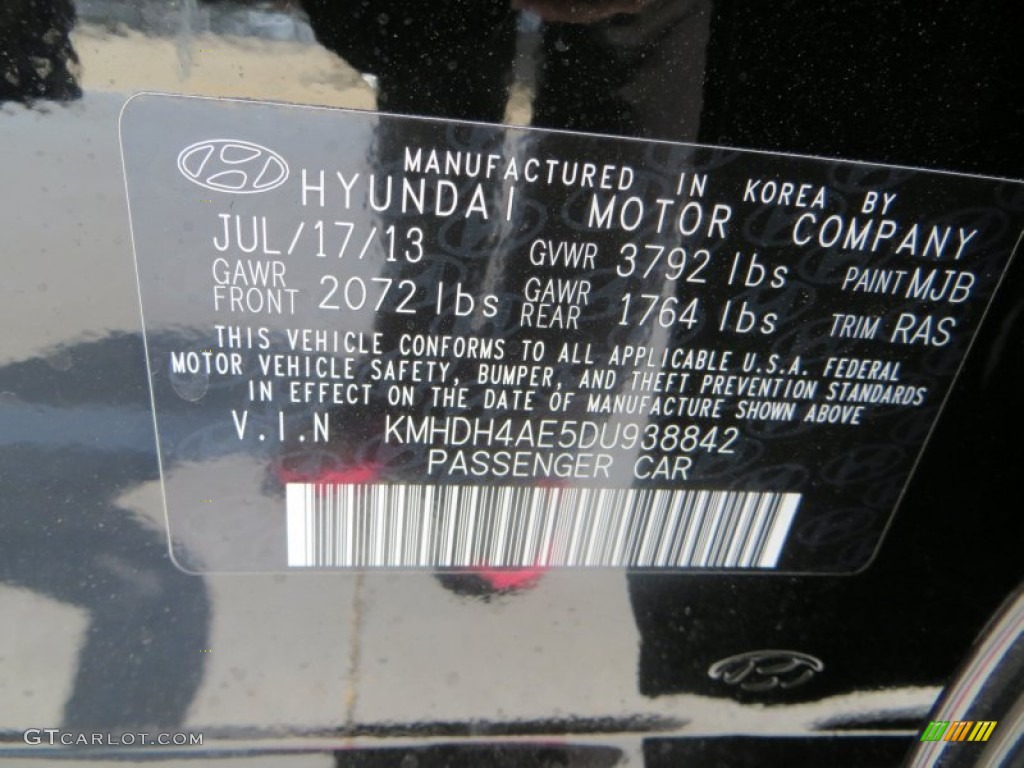 MANUFACTURED IN KOREA BY
HYUNDAI MOTOR COMPANY
JUL/17/13 GVWR 3792 lbs PAINT MJB
GAWR FRONT 2072 lbs GAWR REAR 1764 lbs TRIM RAS
THIS VEHICLE CONFORMS TO ALL APPLICABLE U.S.A. FEDERAL
MOTOR VEHICLE SAFETY, BUMPER, AND THEFT PREVENTION STANDARDS
IN EFFECT ON THE DATE OF MANUFACTURE SHOWN ABOVE
V.I.N KMHDH4AE5DU938842
PASSENGER CAR
GTCARLOT.COM